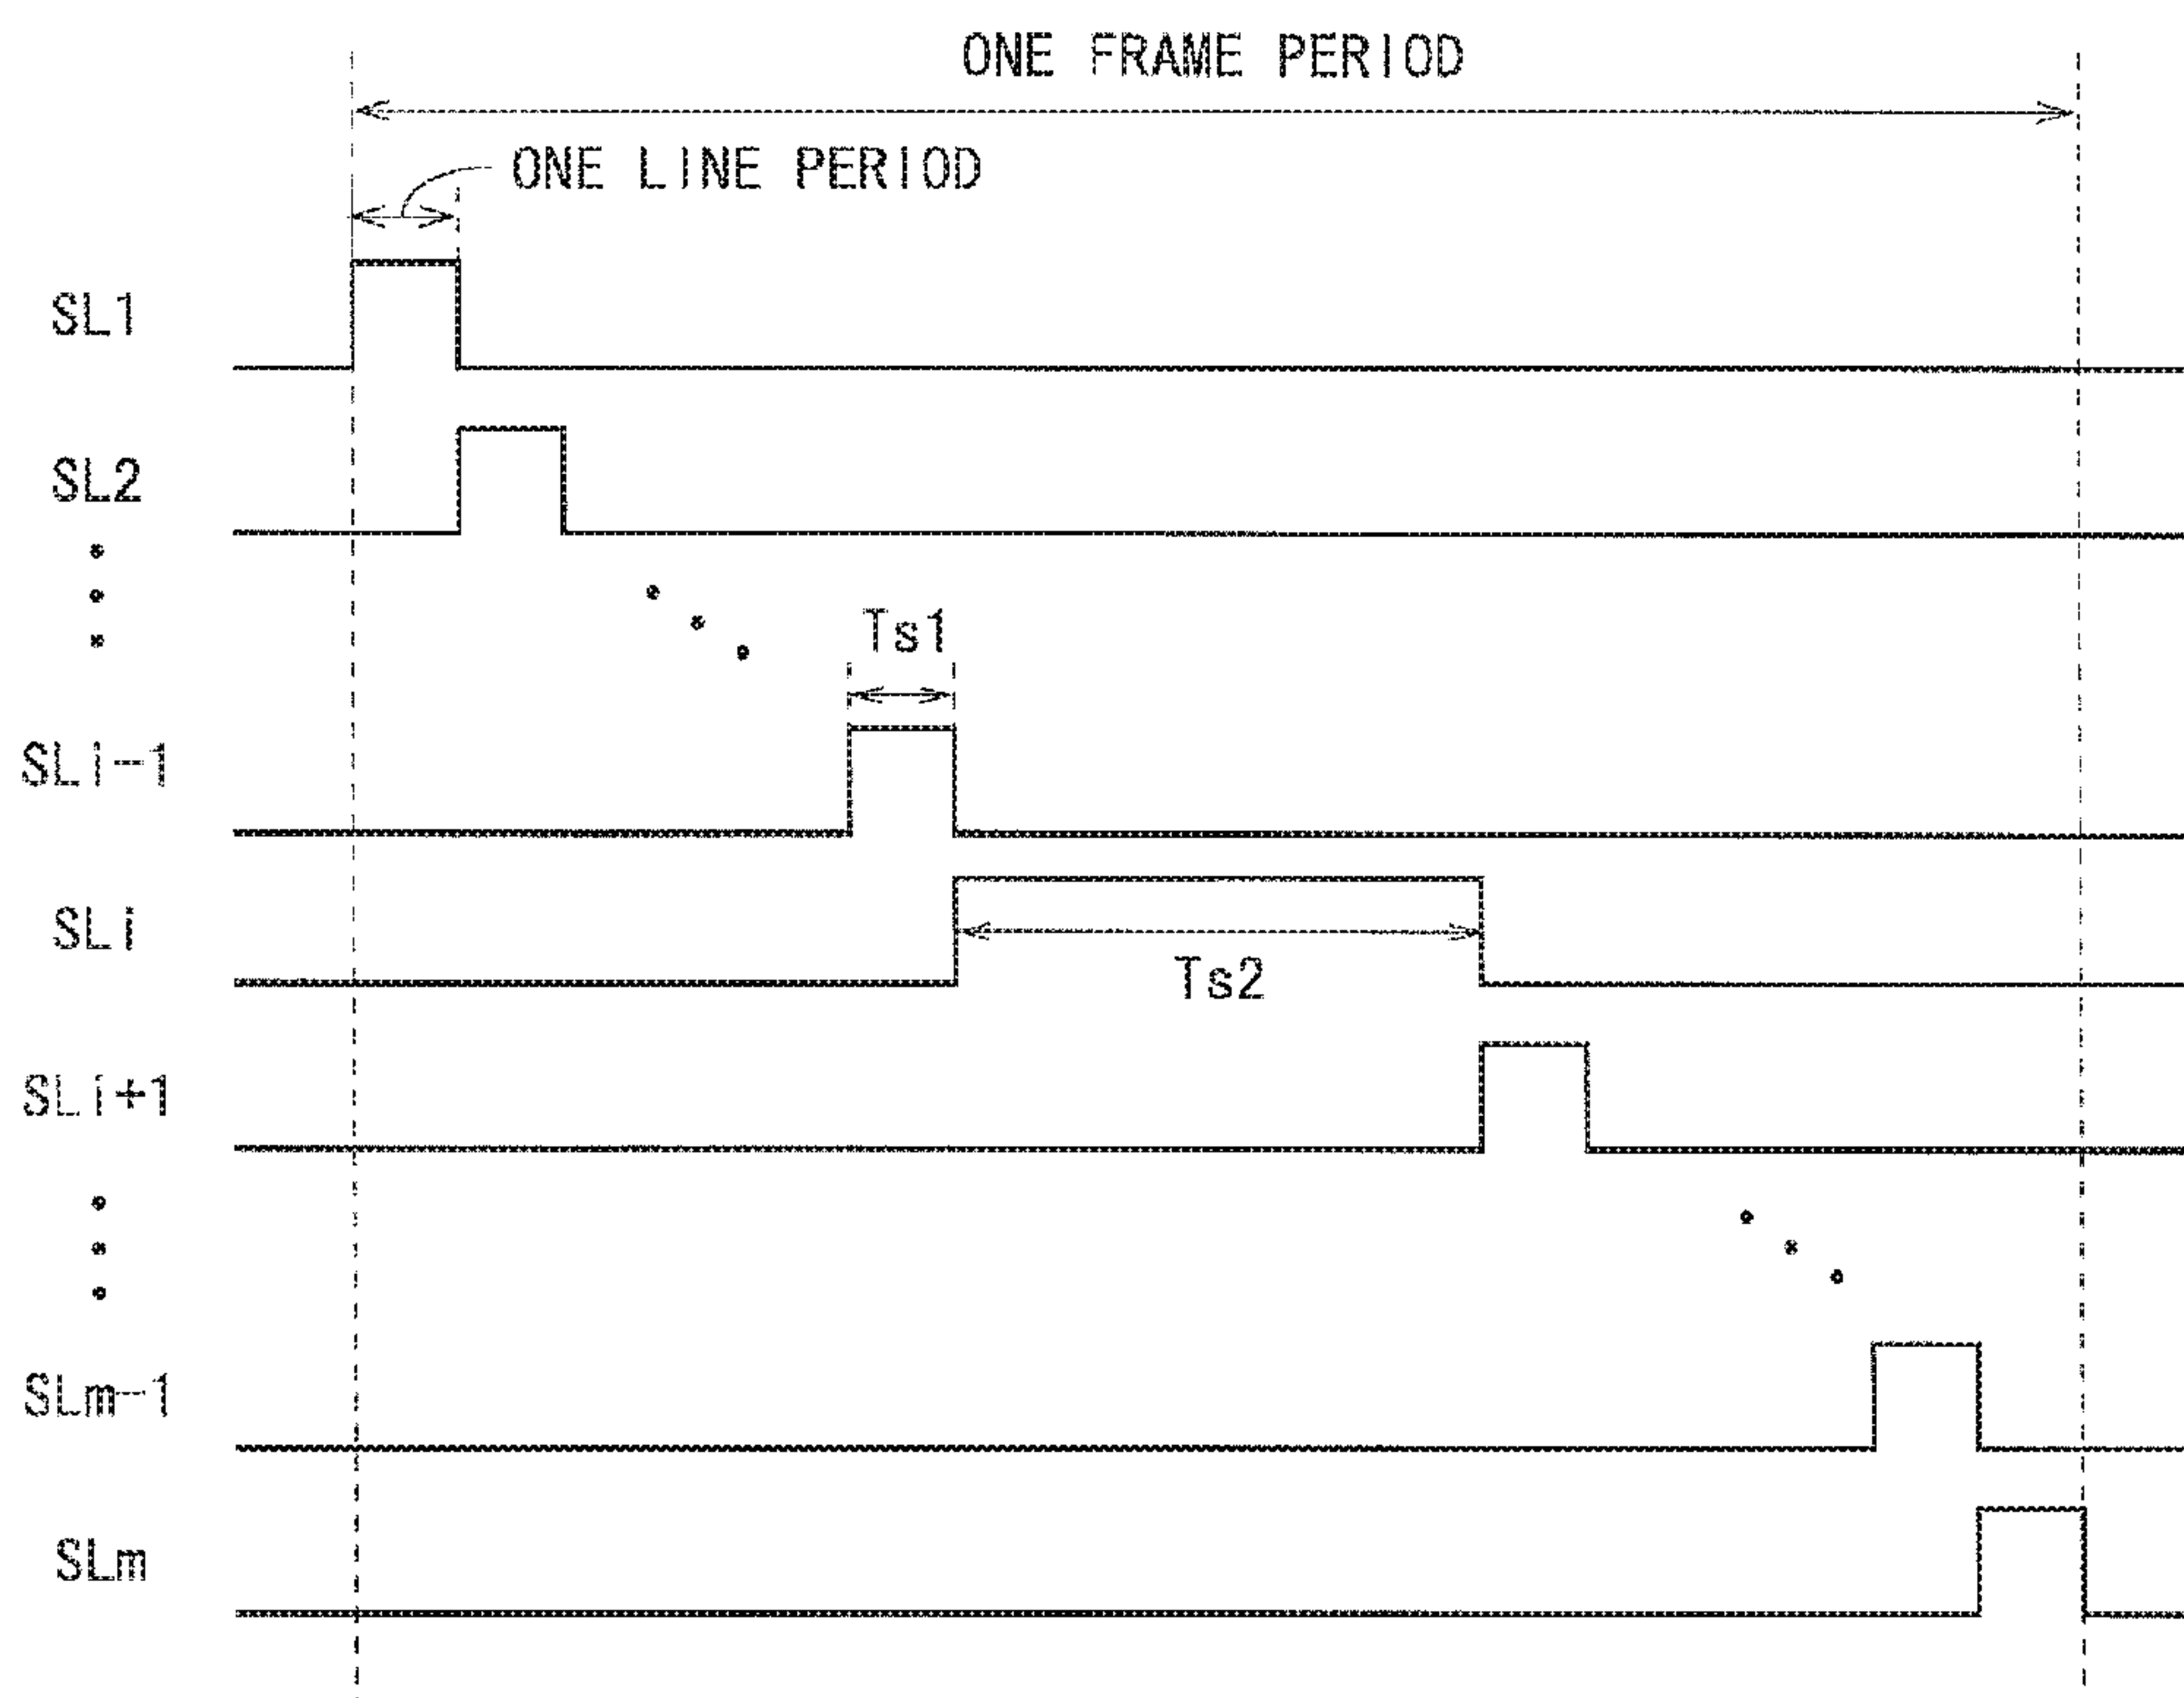 ONE FRAME PERIOD
ONE LINE PERIOD
SL1
SL2
Ts1
SLi-1
SLi
Ts2
SLi+1
SLm-1
SLm